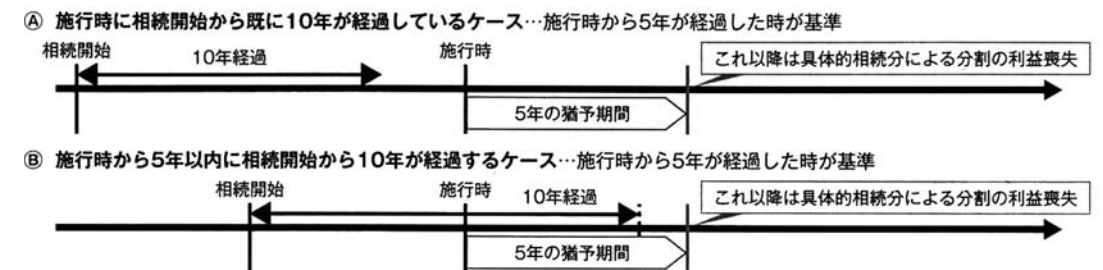 Ⓐ 施行時に相続開始から既に10年が経過しているケース…施行時から5年が経過した時が基準
相続開始
10年経過
施行時
これ以降は具体的相続分による分割の利益喪失
5年の猶予期間
Ⓑ 施行時から5年以内に相続開始から10年が経過するケース…施行時から5年が経過した時が基準
相続開始
施行時
10年経過
これ以降は具体的相続分による分割の利益喪失
5年の猶予期間